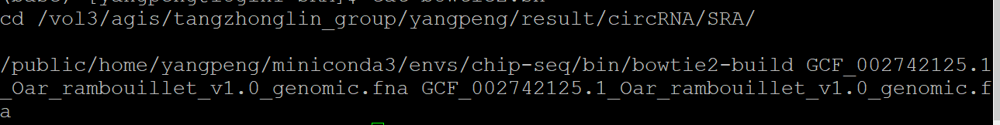 cd /vol3/agis/tangzhonglin_group/yangpeng/result/circRNA/SRA/
/public/home/yangpeng/miniconda3/envs/chip-seq/bin/bowtie2-build GCF_002742125.1
_Oar_rambouillet_v1.0_genomic.fna GCF_002742125.1_Oar_rambouillet_v1.0_genomic.f
a